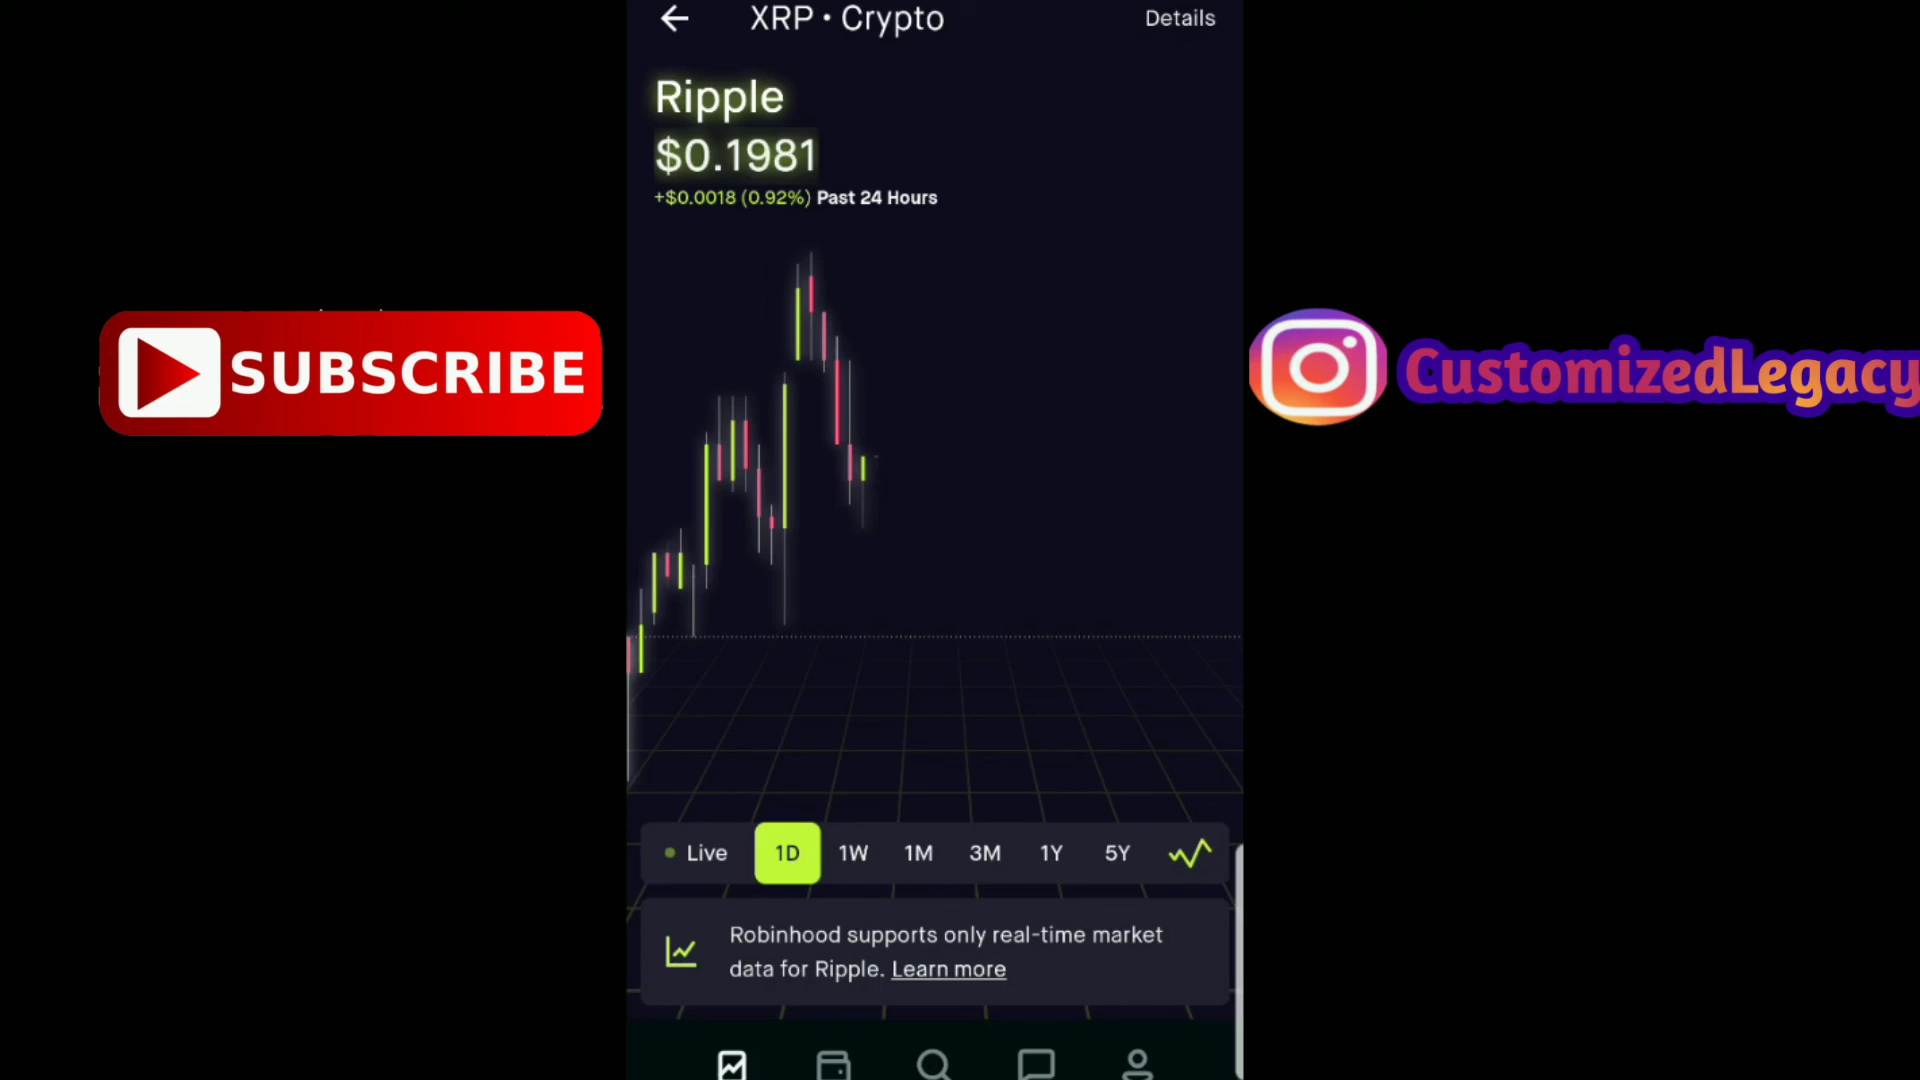 XRP • Crypto
Details
Ripple
$0.1981
+$0.0018 (0.92%) Past 24 Hours
SUBSCRIBE
CustomizedLegacy
Live 1D 1W 1M 3M 1Y 5Y
Robinhood supports only real-time market
data for Ripple. Learn more